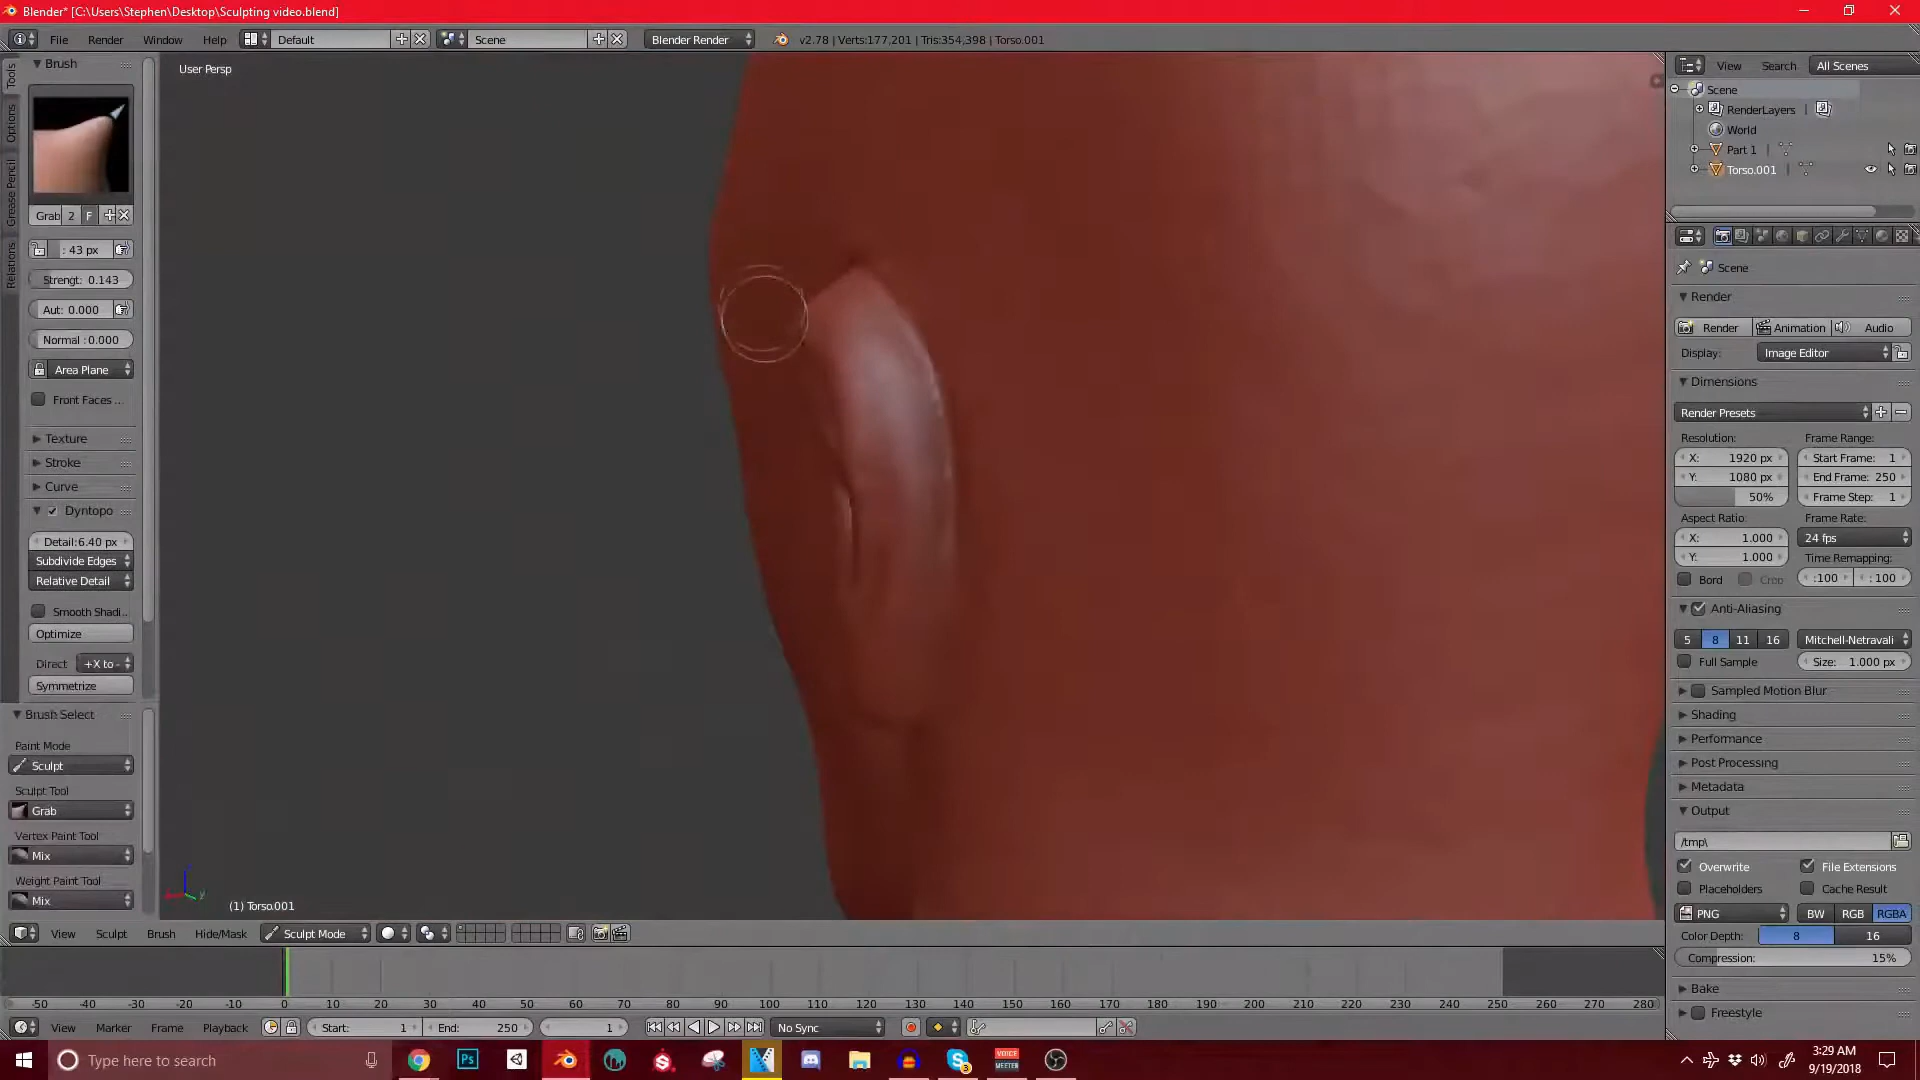 Blender* [C:\Users\Stephen\Desktop\Sculpting video.blend]
File Render Window Help Default Scene Blender Render v2.78 | Verts:177,201 | Tris:354,398 | Torso.001
Brush
User Persp
View Search All Scenes
Scene
RenderLayers |
World
Part 1 |
Torso.001 |
Tools
Options
Grease Pencil
Relations
Grab 2 F
: 43 px
Strengt: 0.143
Aut: 0.000
Normal : 0.000
Area Plane
Front Faces ...
Texture
Stroke
Curve
Dyntopo
Detail:6.40 px
Subdivide Edges
Relative Detail
Smooth Shadi..
Optimize
Direct +X to -
Symmetrize
Brush Select
Paint Mode
Sculpt
Sculpt Tool
Grab
Vertex Paint Tool
Mix
Weight Paint Tool
Mix
(1) Torso.001
Scene
Render
Render Animation Audio
Display: Image Editor
Dimensions
Render Presets
Resolution: Frame Range:
X: 1920 px Start Frame: 1
Y: 1080 px End Frame: 250
50% Frame Step: 1
Aspect Ratio: Frame Rate:
X: 1.000 24 fps
Y: 1.000 Time Remapping:
Bord Crop :100 : 100
Anti-Aliasing
5 8 11 16 Mitchell-Netravali
Full Sample Size: 1.000 px
Sampled Motion Blur
Shading
Performance
Post Processing
Metadata
Output
/tmp\
Overwrite File Extensions
Placeholders Cache Result
PNG BW RGB RGBA
Color Depth: 8 16
Compression: 15%
Bake
Freestyle
View Sculpt Brush Hide/Mask Sculpt Mode
-50 -40 -30 -20 -10 0 10 20 30 40 50 60 70 80 90 100 110 120 130 140 150 160 170 180 190 200 210 220 230 240 250 260 270 280
View Marker Frame Playback Start: 1 End: 250 1 No Sync
Type here to search
3:29 AM
9/19/2018